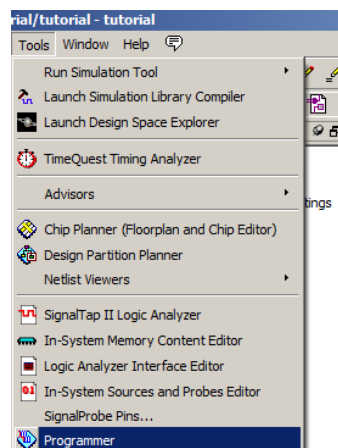 rial/tutorial - tutorial
Tools Window Help
Run Simulation Tool
Launch Simulation Library Compiler
Launch Design Space Explorer
TimeQuest Timing Analyzer
Advisors
tings
Chip Planner (Floorplan and Chip Editor)
Design Partition Planner
Netlist Viewers
SignalTap II Logic Analyzer
In-System Memory Content Editor
Logic Analyzer Interface Editor
01 In-System Sources and Probes Editor
SignalProbe Pins...
Programmer